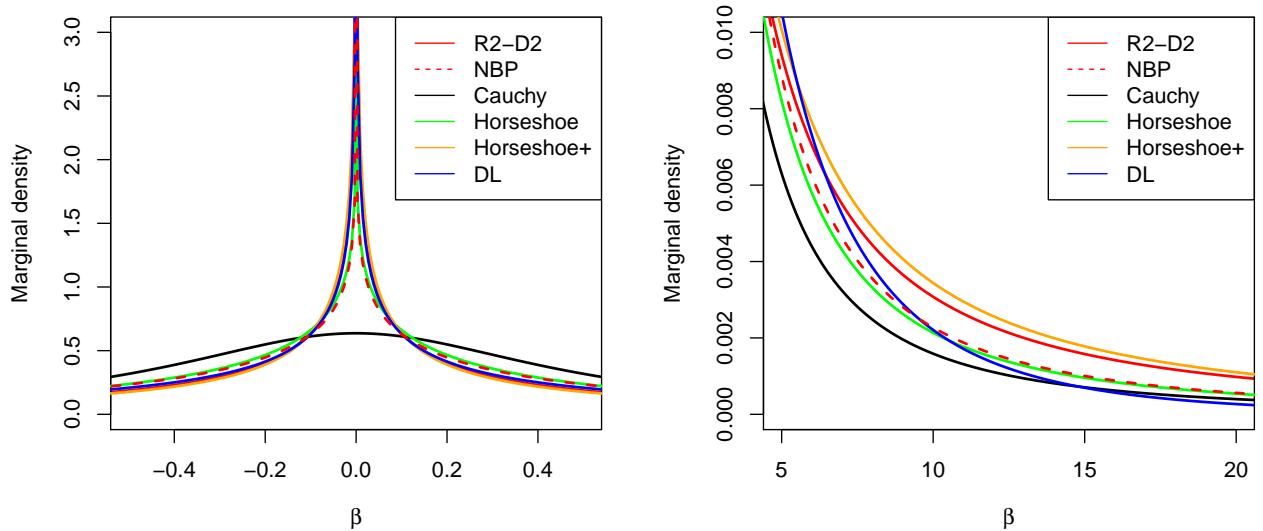 Marginal density
3.0
2.5
2.0
1.5
1.0
0.5
0.0
R2−D2
NBP
Cauchy
Horseshoe
Horseshoe+
DL
−0.4
−0.2
0.0
0.2
0.4
β
Marginal density
0.010
0.008
0.006
0.004
0.002
0.000
R2−D2
NBP
Cauchy
Horseshoe
Horseshoe+
DL
5
10
15
20
β